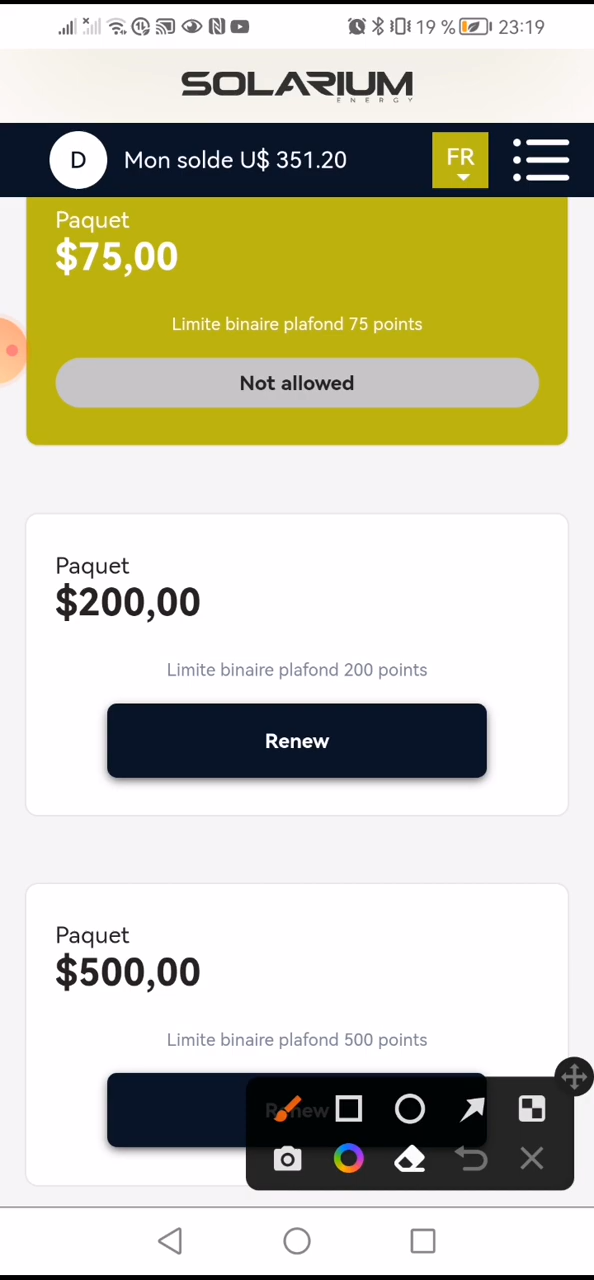 19 % 23:19
SOLARIUM
ENERGY
D Mon solde U$ 351.20 FR
Paquet
$75,00
Limite binaire plafond 75 points
Not allowed
Paquet
$200,00
Limite binaire plafond 200 points
Renew
Paquet
$500,00
Limite binaire plafond 500 points
Renew